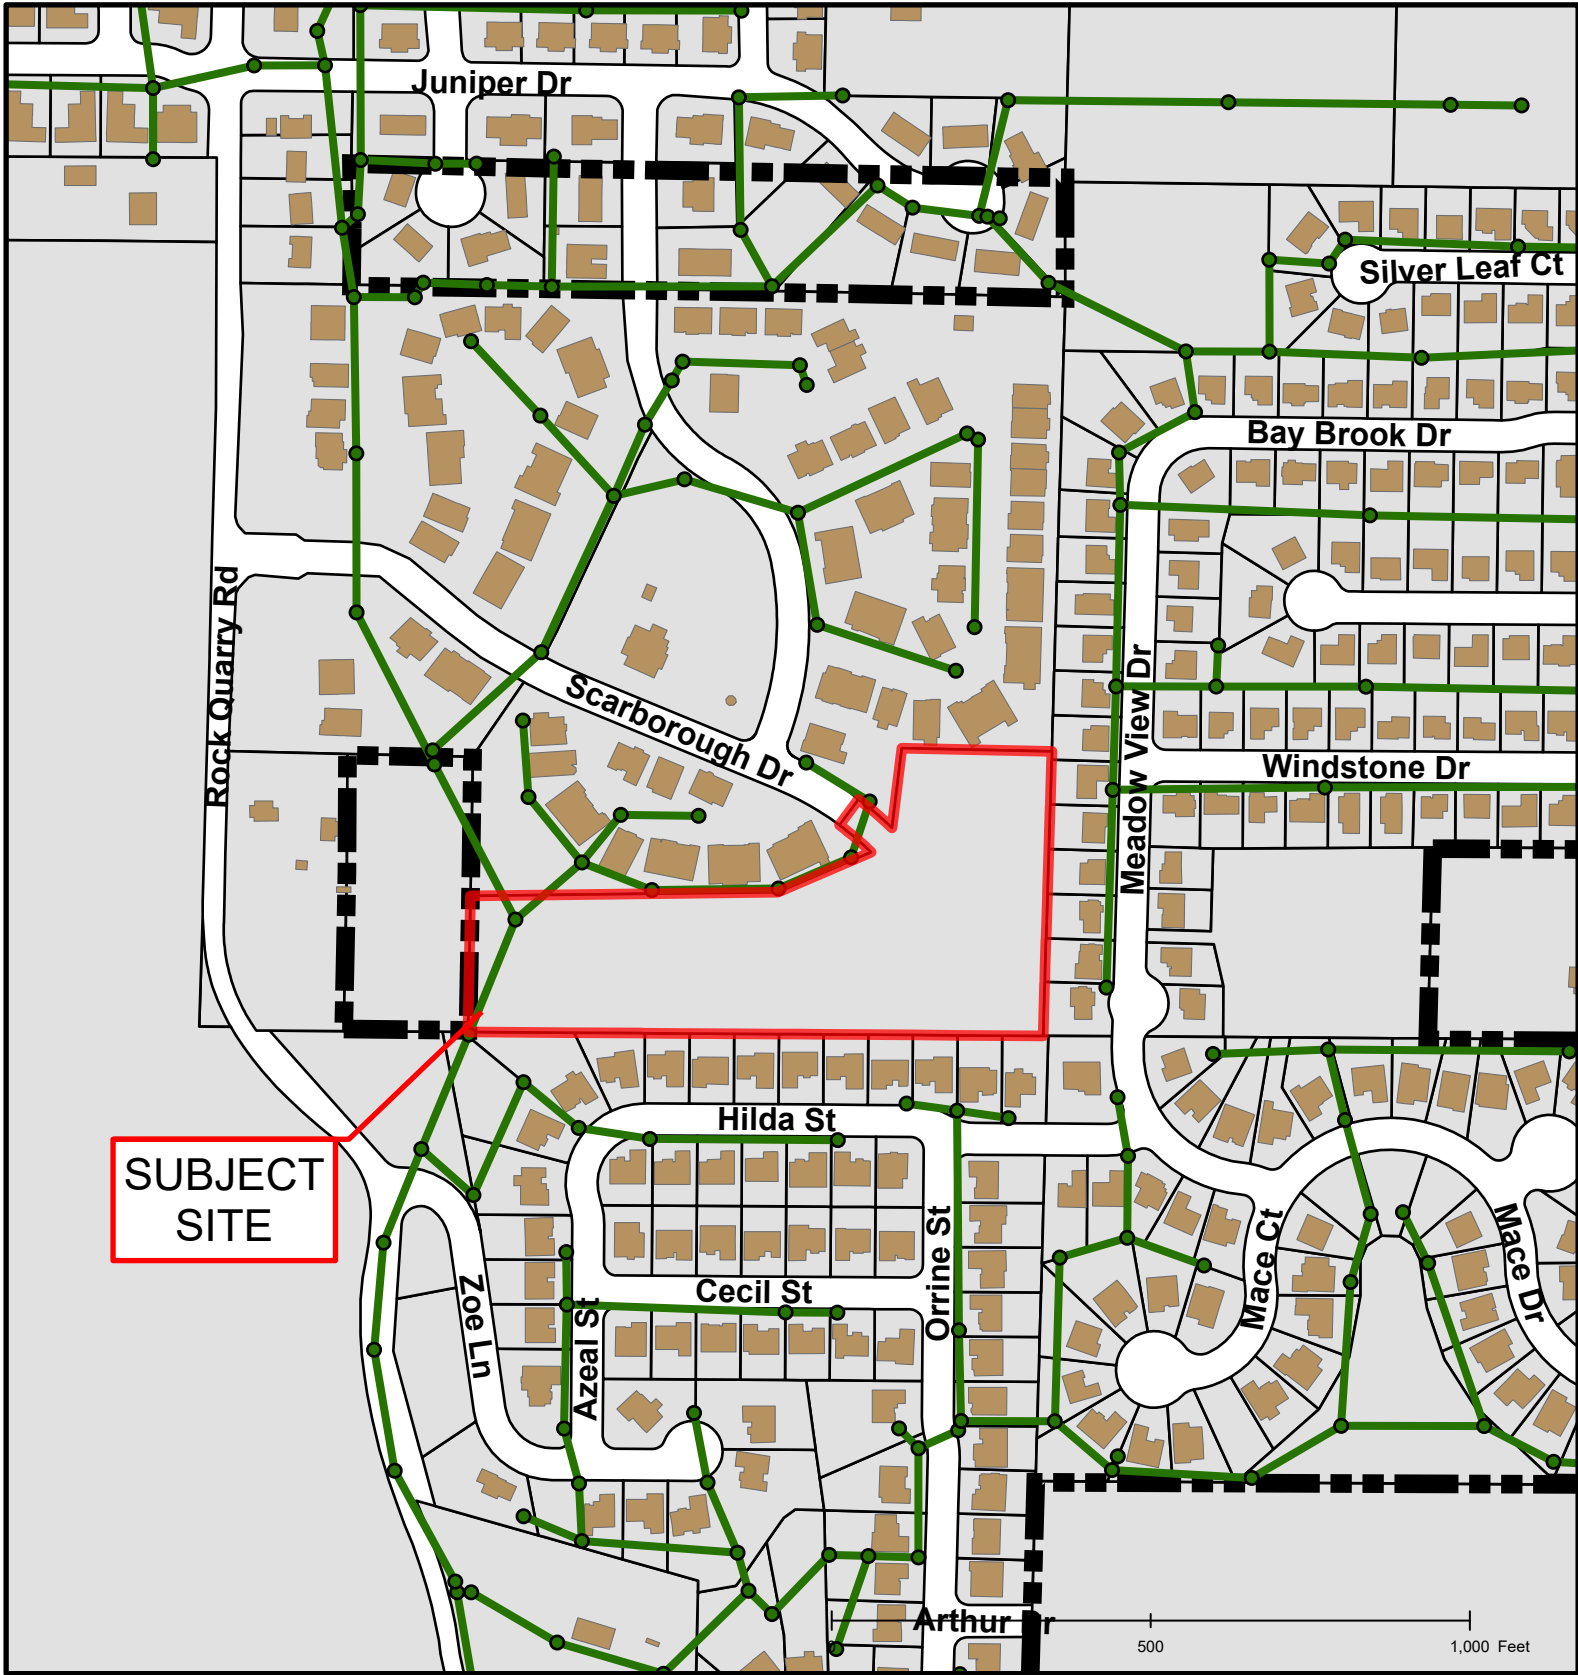 Juniper Dr
Silver Leaf Ct
Bay Brook Dr
Rock Quarry Rd
Scarborough Dr
Meadow View Dr
Windstone Dr
Hilda St
SUBJECT
SITE
Orrine St
Mace Ct
Mace Dr
Zoe Ln
Azeal St
Cecil St
Arthur
500
1,000 Feet